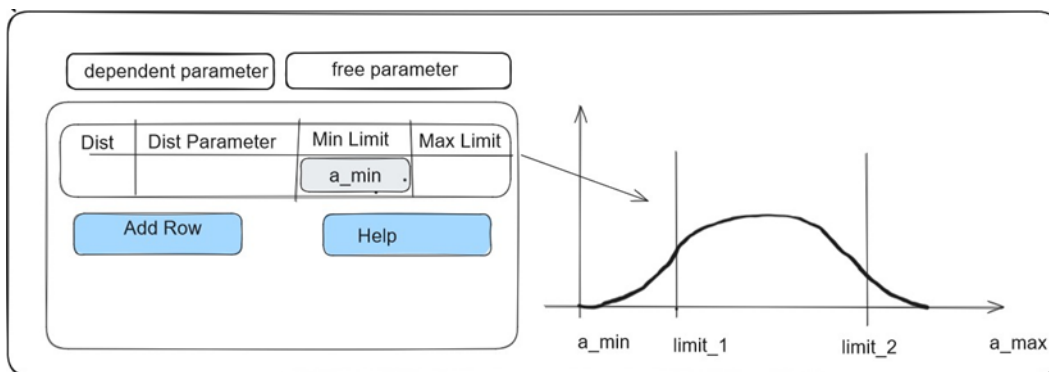 dependent parameter
free parameter
Dist
Dist Parameter
Min Limit
Max Limit
a_min
Add Row
Help
a_min
limit_1
limit_2
a_max